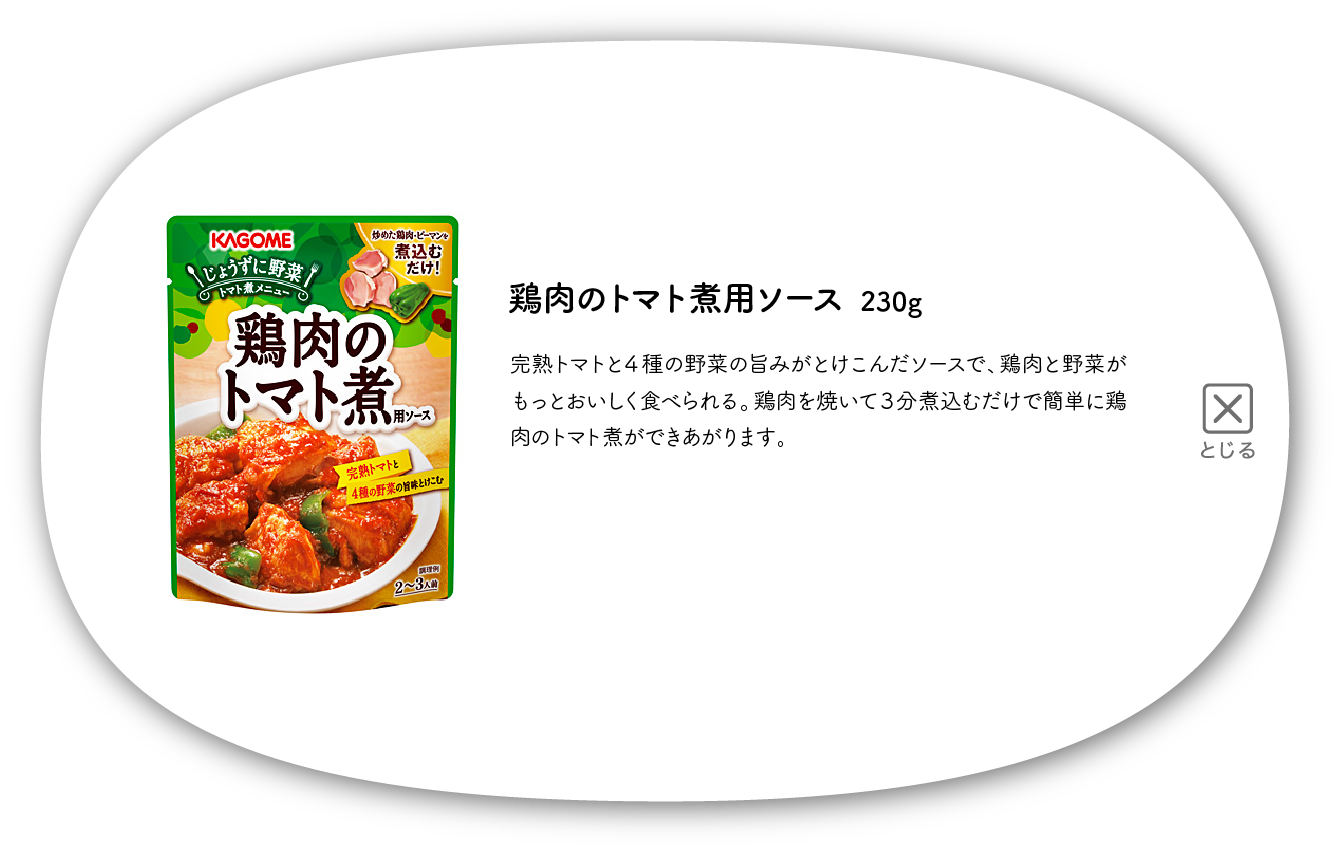 KAGOME
じょうずに野菜
トマト煮メニュー
炒めた鶏肉・ピーマンを
煮込む
だけ!
鶏肉の
トマト煮
用ソース
完熟トマトと
4種の野菜の旨味とけこむ
調理例
2〜3人前
鶏肉のトマト煮用ソース 230g
完熟トマトと4種の野菜の旨みがとけこんだソースで、鶏肉と野菜が
もっとおいしく食べられる。鶏肉を焼いて3分煮込むだけで簡単に鶏
肉のトマト煮ができあがります。
とじる